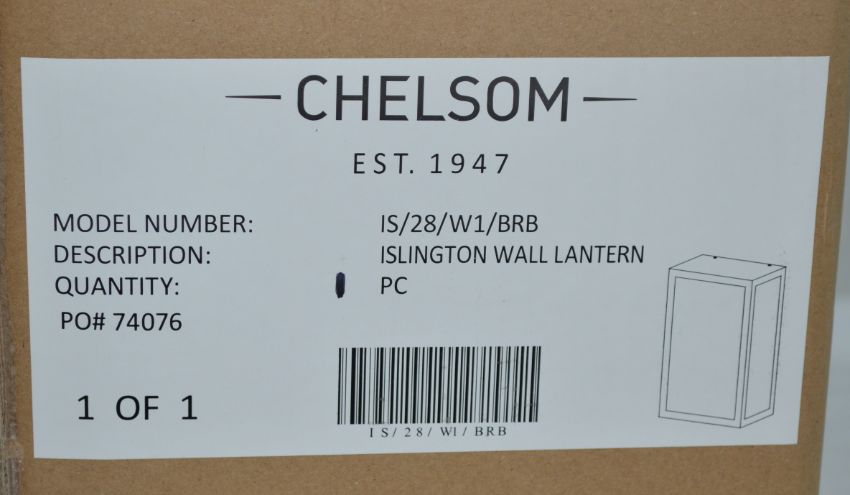 CHELSOM
EST. 1947
MODEL NUMBER: IS/28/W1/BRB
DESCRIPTION: ISLINGTON WALL LANTERN
QUANTITY: 1 PC
PO# 74076
1 OF 1
IS/28/W1/BRB